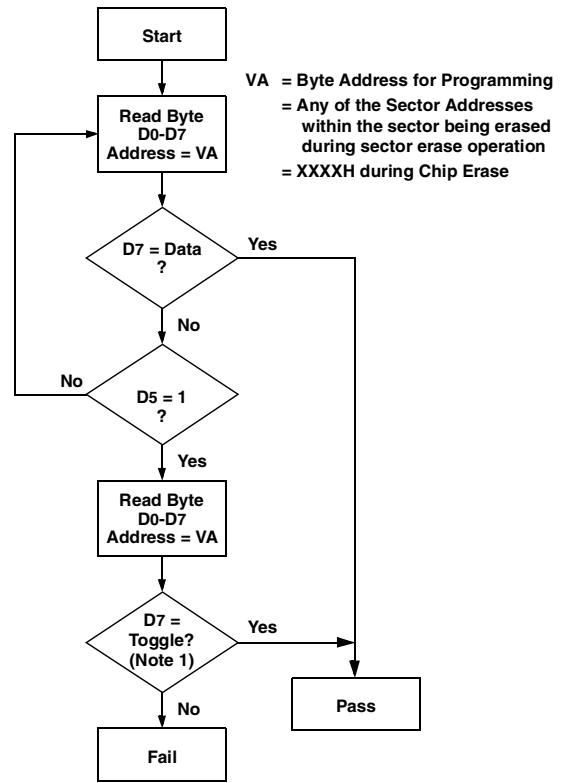 Start
VA = Byte Address for Programming
= Any of the Sector Addresses
within the sector being erased
during sector erase operation
= XXXXH during Chip Erase
Read Byte
D0-D7
Address = VA
D7 = Data
?
Yes
No
D5 = 1
?
No
Yes
Read Byte
D0-D7
Address = VA
D7 =
Toggle?
(Note 1)
Yes
No
Pass
Fail